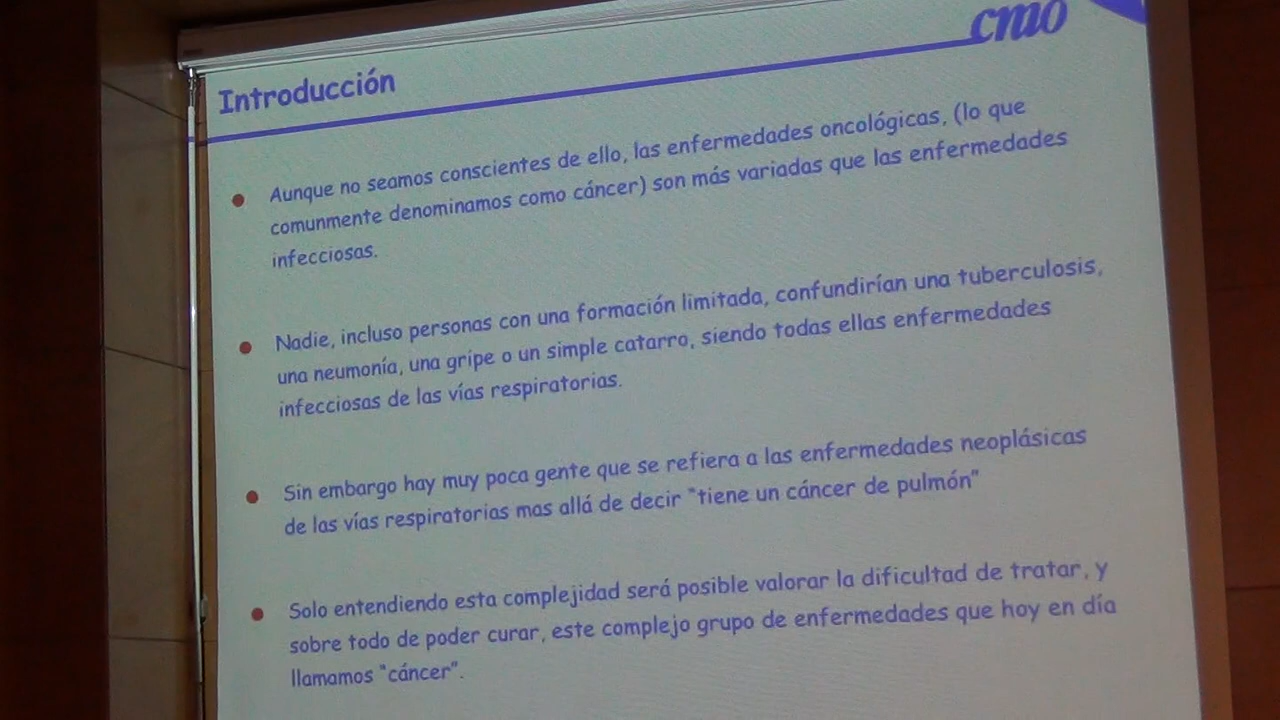 cmo
Introducción
Aunque no seamos conscientes de ello, las enfermedades oncológicas, (lo que
comunmente denominamos como cáncer) son más variadas que las enfermedades
infecciosas.
Nadie, incluso personas con una formación limitada, confundirían una tuberculosis,
una neumonía, una gripe o un simple catarro, siendo todas ellas enfermedades
infecciosas de las vías respiratorias.
Sin embargo hay muy poca gente que se refiera a las enfermedades neoplásicas
de las vías respiratorias mas allá de decir "tiene un cáncer de pulmón"
Solo entendiendo esta complejidad será posible valorar la dificultad de tratar, y
sobre todo de poder curar, este complejo grupo de enfermedades que hoy en día
llamamos "cáncer".